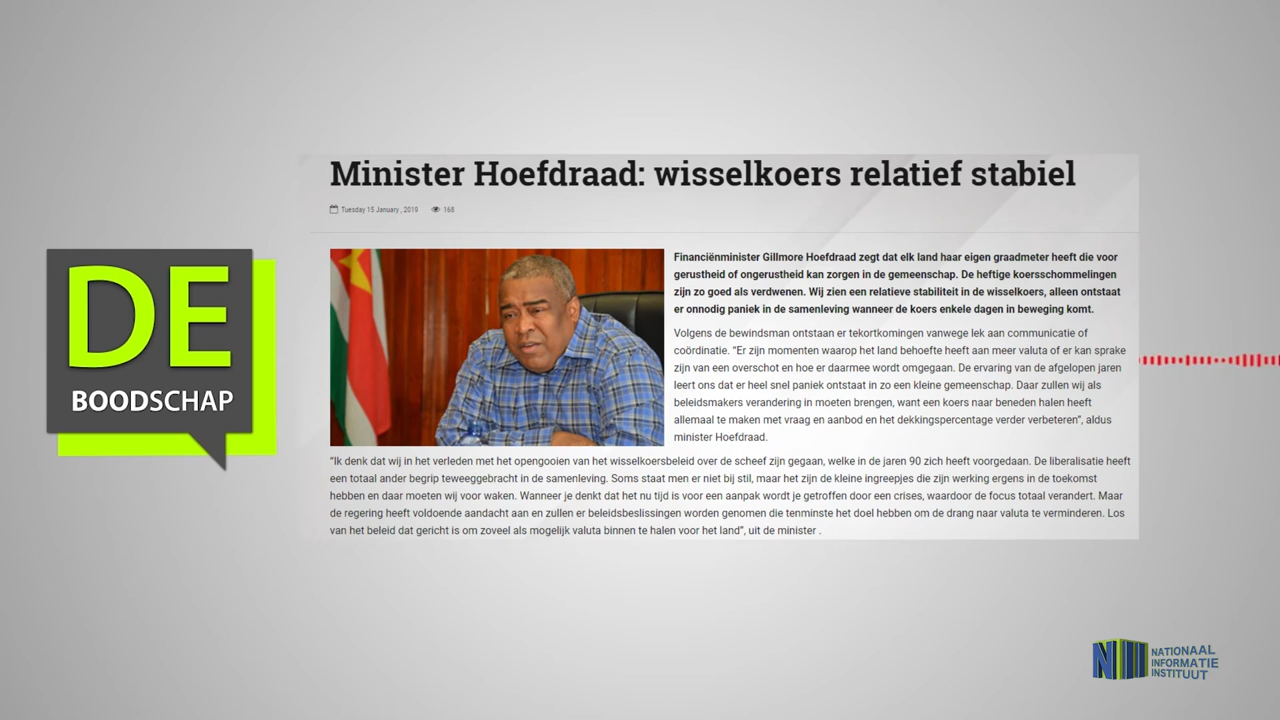 Minister Hoefdraad: wisselkoers relatief stabiel
Tuesday 15 January , 2019 168
DE
BOODSCHAP
Financiënminister Gillmore Hoefdraad zegt dat elk land haar eigen graadmeter heeft die voor
gerustheid of ongerustheid kan zorgen in de gemeenschap. De heftige koersschommelingen
zijn zo goed als verdwenen. Wij zien een relatieve stabiliteit in de wisselkoers, alleen ontstaat
er onnodig paniek in de samenleving wanneer de koers enkele dagen in beweging komt.
Volgens de bewindsman ontstaan er tekortkomingen vanwege lek aan communicatie of
coördinatie. “Er zijn momenten waarop het land behoefte heeft aan meer valuta of er kan sprake
zijn van een overschot en hoe er daarmee wordt omgegaan. De ervaring van de afgelopen jaren
leert ons dat er heel snel paniek ontstaat in zo een kleine gemeenschap. Daar zullen wij als
beleidsmakers verandering in moeten brengen, want een koers naar beneden halen heeft
allemaal te maken met vraag en aanbod en het dekkingspercentage verder verbeteren”, aldus
minister Hoefdraad.
“Ik denk dat wij in het verleden met het opengooien van het wisselkoersbeleid over de scheef zijn gegaan, welke in de jaren 90 zich heeft voorgedaan. De liberalisatie heeft
een totaal ander begrip teweeggebracht in de samenleving. Soms staat men er niet bij stil, maar het zijn de kleine ingreepjes die zijn werking ergens in de toekomst
hebben en daar moeten wij voor waken. Wanneer je denkt dat het nu tijd is voor een aanpak wordt je getroffen door een crises, waardoor de focus totaal verandert. Maar
de regering heeft voldoende aandacht aan en zullen er beleidsbeslissingen worden genomen die tenminste het doel hebben om de drang naar valuta te verminderen. Los
van het beleid dat gericht is om zoveel als mogelijk valuta binnen te halen voor het land”, uit de minister .
NII
NATIONAAL
INFORMATIE
INSTITUUT